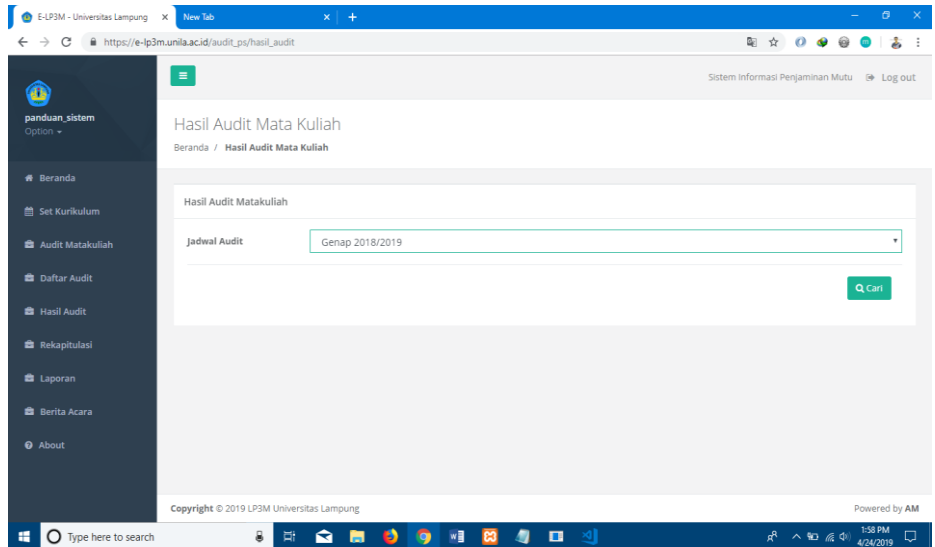 E-LP3M - Universitas Lampung
New Tab
https://e-lp3m.unila.ac.id/audit_ps/hasil_audit
Sistem Informasi Penjaminan Mutu
Log out
panduan_sistem
Option
Hasil Audit Mata Kuliah
Beranda / Hasil Audit Mata Kuliah
Beranda
Set Kurikulum
Audit Matakuliah
Daftar Audit
Hasil Audit
Rekapitulasi
Laporan
Berita Acara
About
Hasil Audit Matakuliah
Jadwal Audit
Genap 2018/2019
Cari
Copyright © 2019 LP3M Universitas Lampung
Powered by AM
Type here to search
1:58 PM
4/24/2019